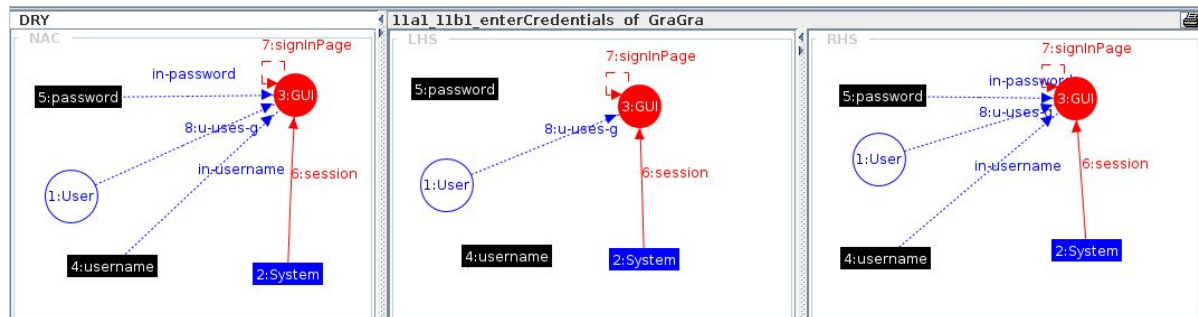 DRY
11a1_11b1_enterCredentials of GraGra
NAC
7:signInPage
in-password
5:password
3:GUI
8:u-uses-g
in-username
6:session
1:User
4:username
2:System
LHS
7:signInPage
5:password
3:GUI
8:u-uses-g
6:session
1:User
4:username
2:System
RHS
7:signInPage
in-password
5:password
3:GUI
8:u-uses-g
1:User
in-username
6:session
4:username
2:System